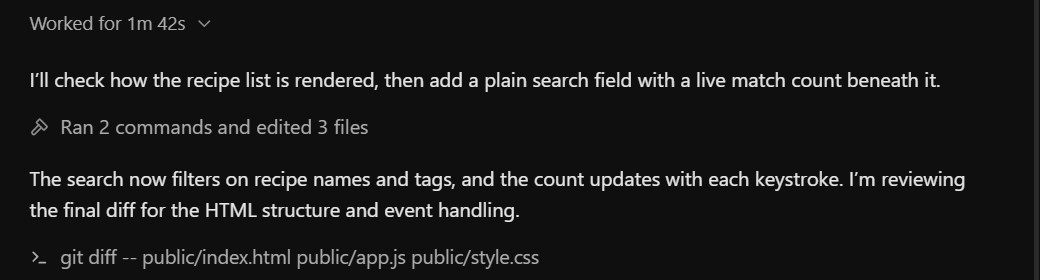 Worked for 1m 42s
I’ll check how the recipe list is rendered, then add a plain search field with a live match count beneath it.
Ran 2 commands and edited 3 files
The search now filters on recipe names and tags, and the count updates with each keystroke. I’m reviewing
the final diff for the HTML structure and event handling.
git diff -- public/index.html public/app.js public/style.css